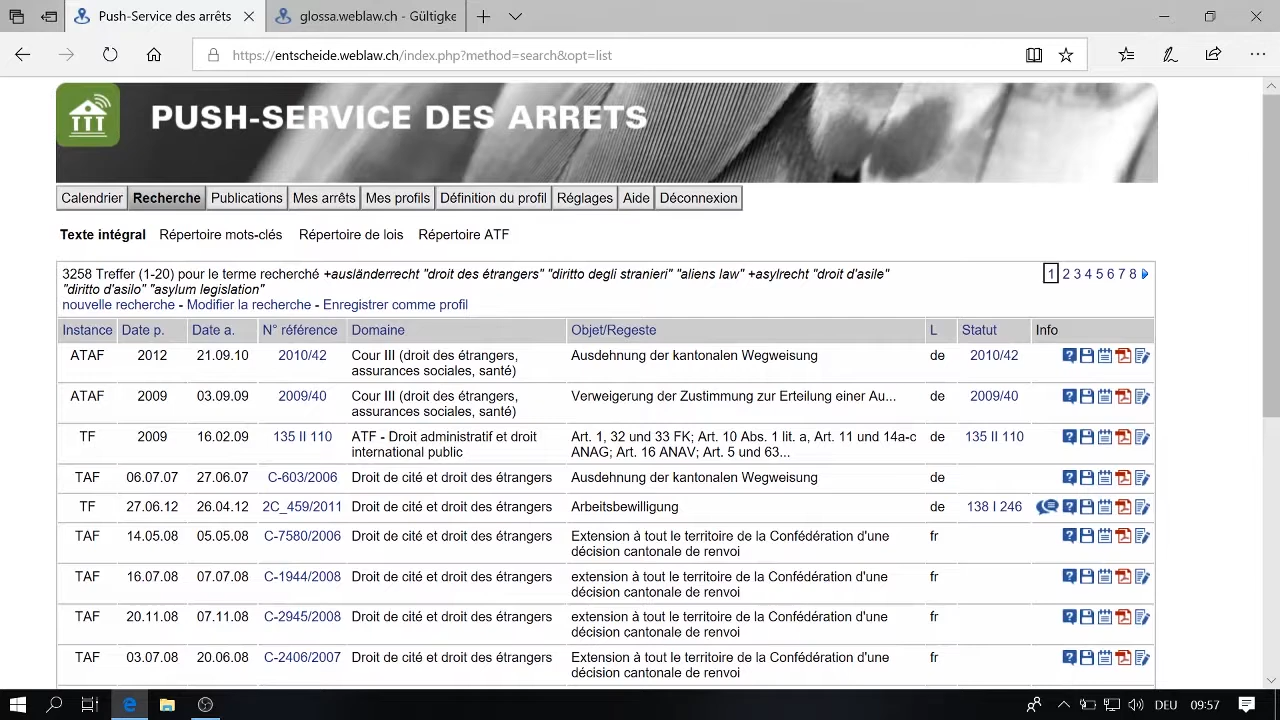 Push-Service des arrêts
glossa.weblaw.ch - Gültigke
https://entscheide.weblaw.ch/index.php?method=search&opt=list
PUSH-SERVICE DES ARRETS
Calendrier Recherche Publications Mes arrêts Mes profils Définition du profil Réglages Aide Déconnexion
Texte intégral Répertoire mots-clés Répertoire de lois Répertoire ATF
3258 Treffer (1-20) pour le terme recherché +ausländerrecht "droit des étrangers" "diritto degli stranieri" "aliens law" +asylrecht "droit d'asile"
"diritto d'asilo" "asylum legislation"
1 2 3 4 5 6 7 8
nouvelle recherche - Modifier la recherche - Enregistrer comme profil
Instance Date p. Date a. N° référence Domaine Objet/Regeste L Statut Info
ATAF 2012 21.09.10 2010/42 Cour III (droit des étrangers, Ausdehnung der kantonalen Wegweisung de 2010/42
assurances sociales, santé)
ATAF 2009 03.09.09 2009/40 Cour III (droit des étrangers, Verweigerung der Zustimmung zur Erteilung einer Au... de 2009/40
assurances sociales, santé)
TF 2009 16.02.09 135 II 110 ATF - Droit administratif et droit Art. 1, 32 und 33 FK; Art. 10 Abs. 1 lit. a, Art. 11 und 14a-c de 135 II 110
international public ANAG; Art. 16 ANAV; Art. 5 und 63...
TAF 06.07.07 27.06.07 C-603/2006 Droit de cité et droit des étrangers Ausdehnung der kantonalen Wegweisung de
TF 27.06.12 26.04.12 2C_459/2011 Droit de cité et droit des étrangers Arbeitsbewilligung de 138 I 246
TAF 14.05.08 05.05.08 C-7580/2006 Droit de cité et droit des étrangers Extension à tout le territoire de la Confédération d'une fr
décision cantonale de renvoi
TAF 16.07.08 07.07.08 C-1944/2008 Droit de cité et droit des étrangers extension à tout le territoire de la Confédération d'une fr
décision cantonale de renvoi
TAF 20.11.08 07.11.08 C-2945/2008 Droit de cité et droit des étrangers extension à tout le territoire de la Confédération d'une fr
décision cantonale de renvoi
TAF 03.07.08 20.06.08 C-2406/2007 Droit de cité et droit des étrangers Extension à tout le territoire de la Confédération d'une fr
décision cantonale de renvoi
DEU 09:57